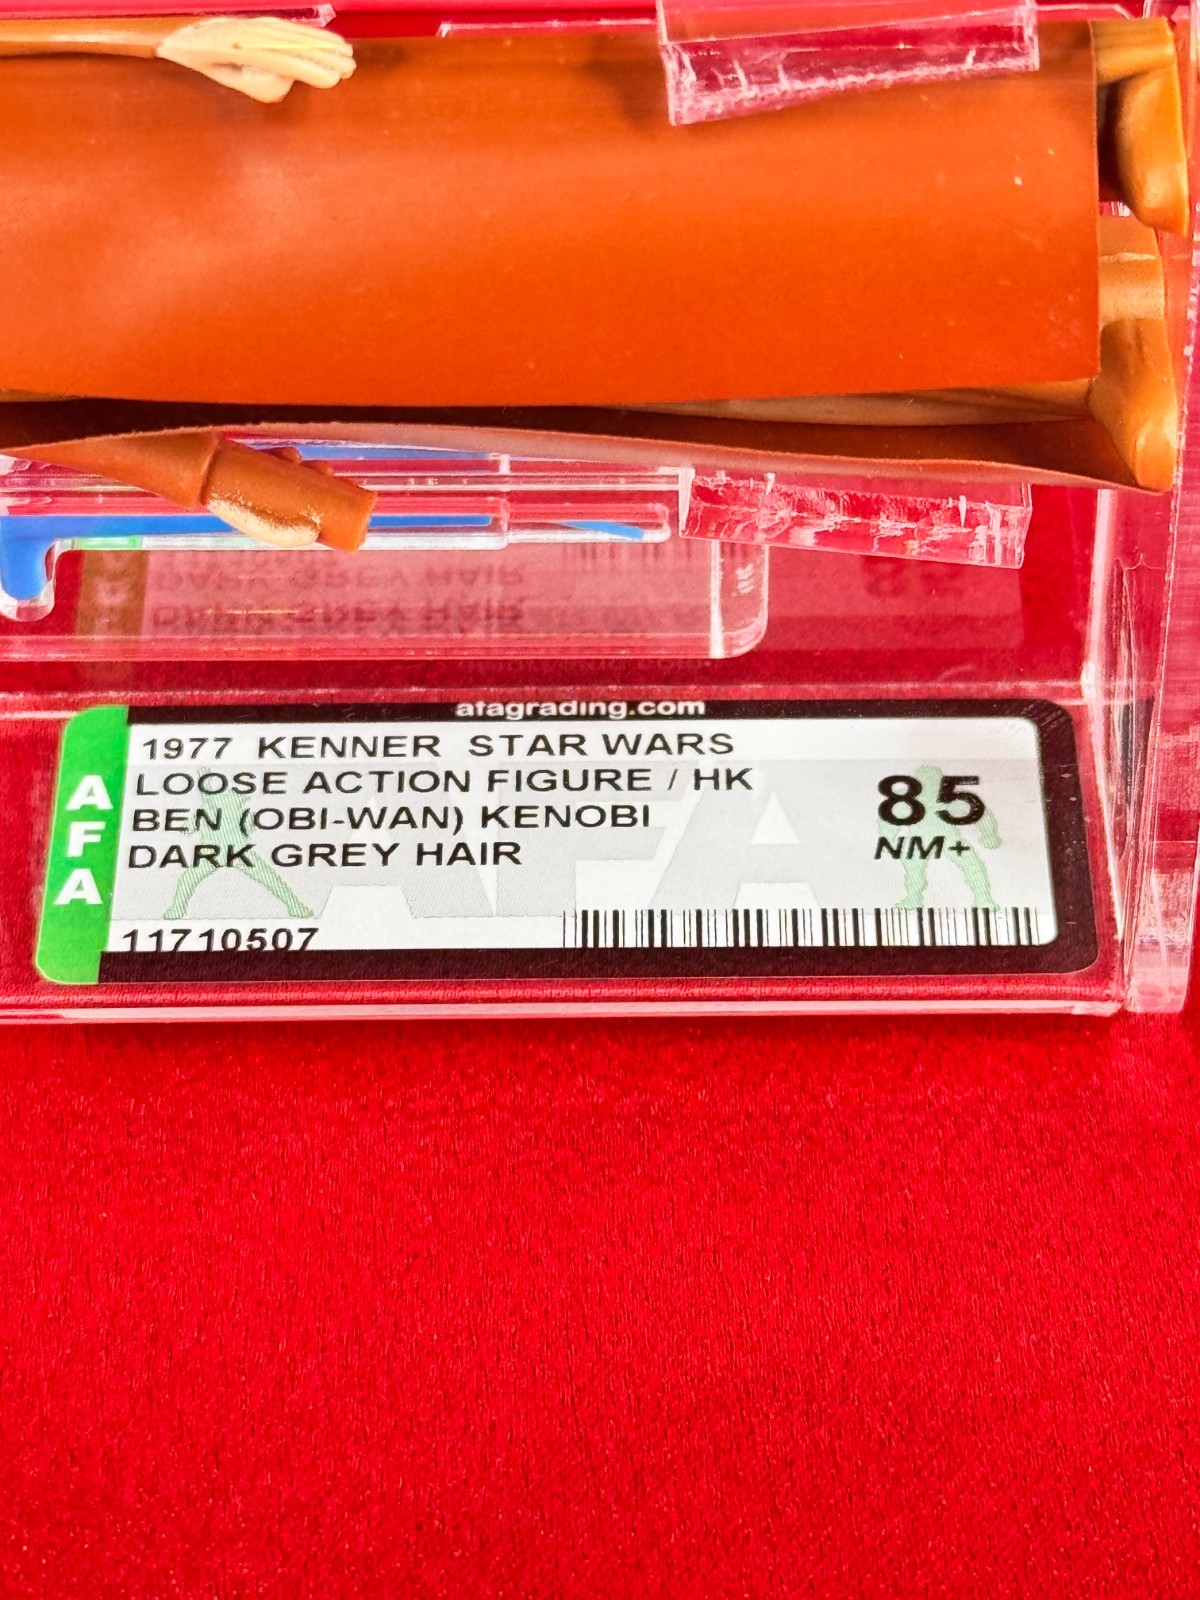 afagrading.com
AFA
1977 KENNER STAR WARS
LOOSE ACTION FIGURE / HK
BEN (OBI-WAN) KENOBI
DARK GREY HAIR
85
NM+
11710507